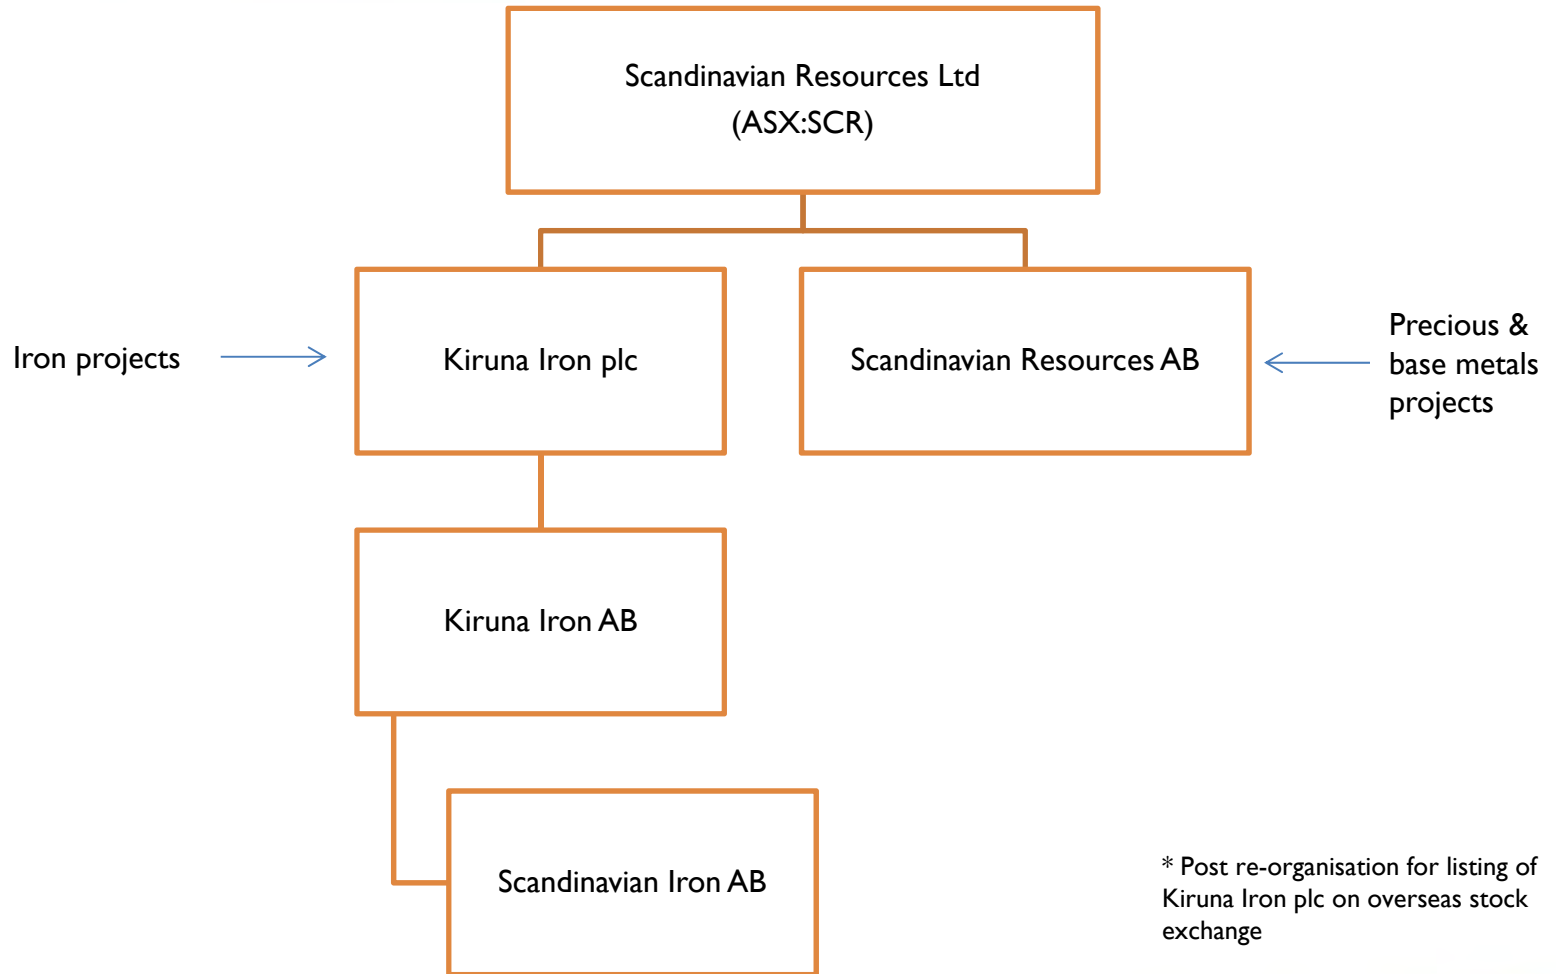 Scandinavian Resources Ltd
(ASX:SCR)
Iron projects
Kiruna Iron plc
Scandinavian Resources AB
Precious &
base metals
projects
Kiruna Iron AB
Scandinavian Iron AB
* Post re-organisation for listing of
Kiruna Iron plc on overseas stock
exchange